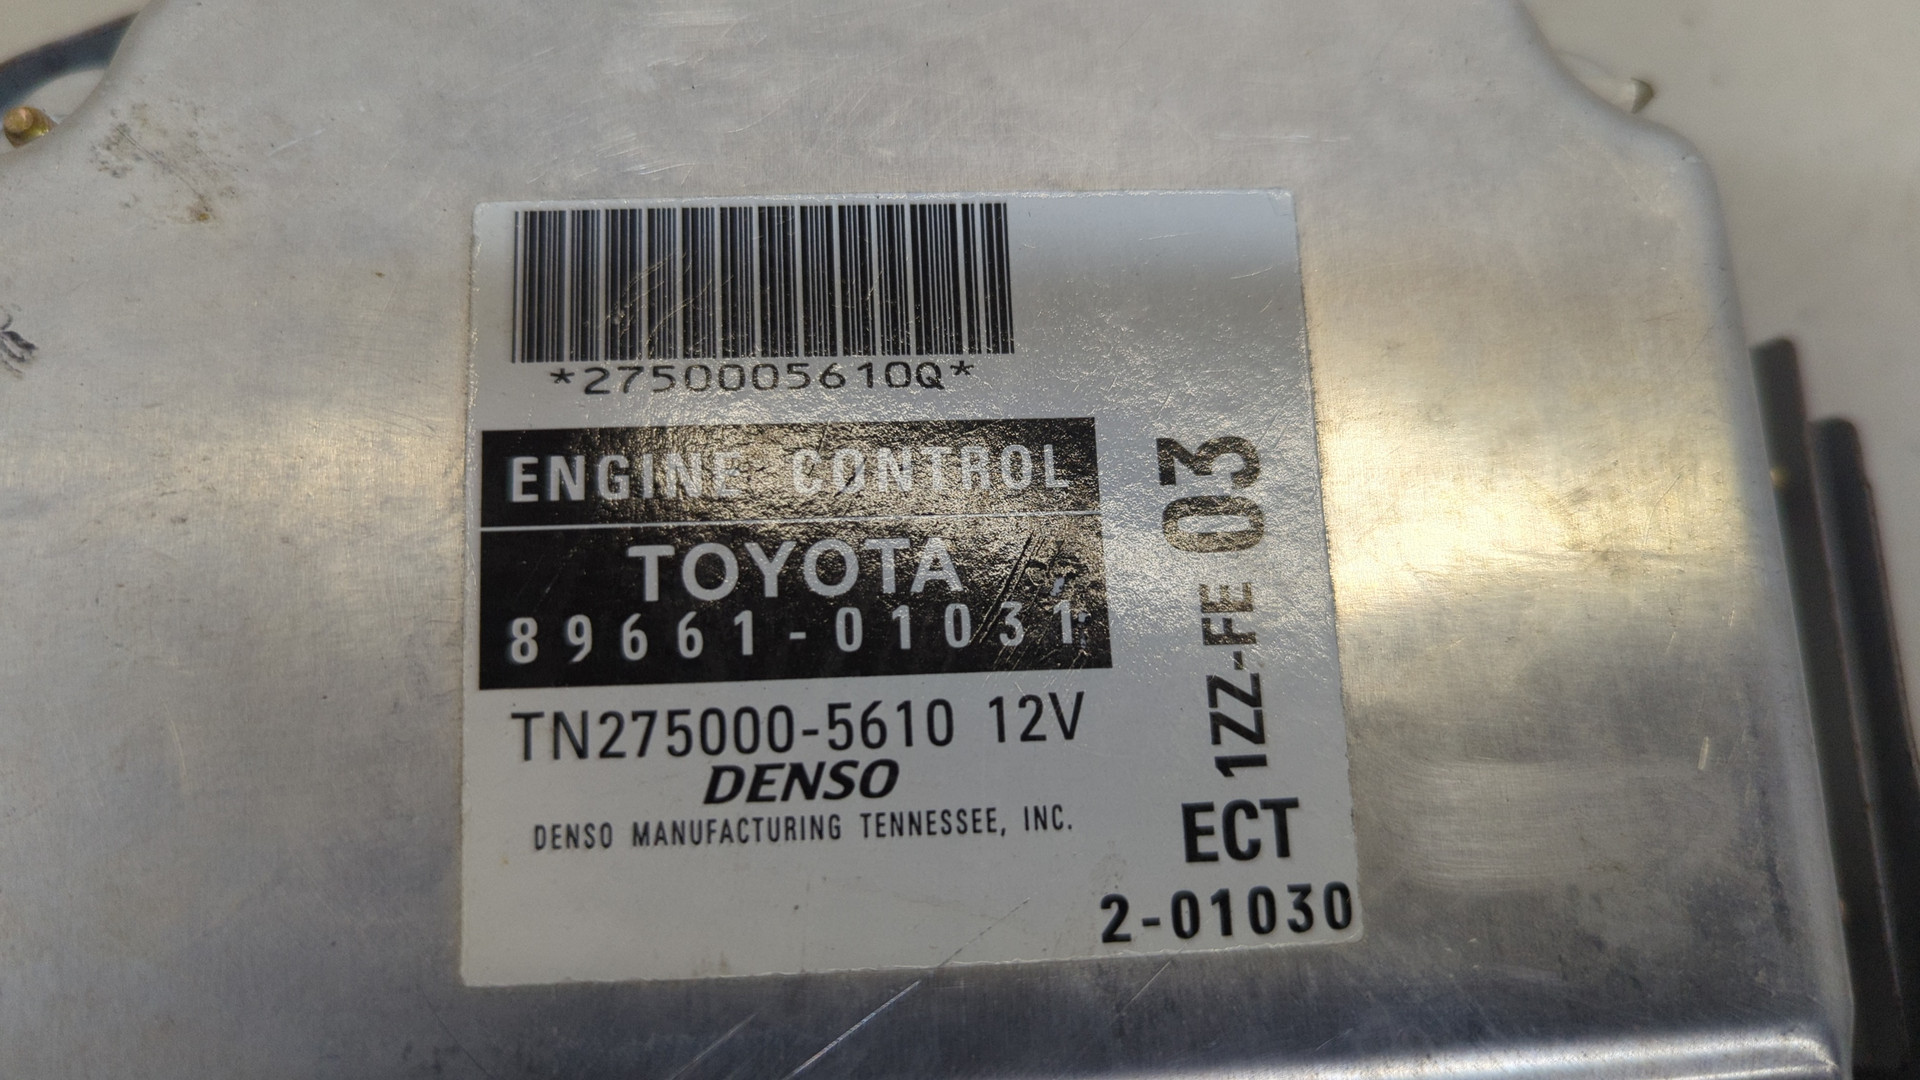 *2750005610Q*
ENGINE CONTROL
TOYOTA
89661-01031
TN275000-5610 12V
DENSO
DENSO MANUFACTURING TENNESSEE, INC.
1ZZ-FE 03
ECT
2-01030